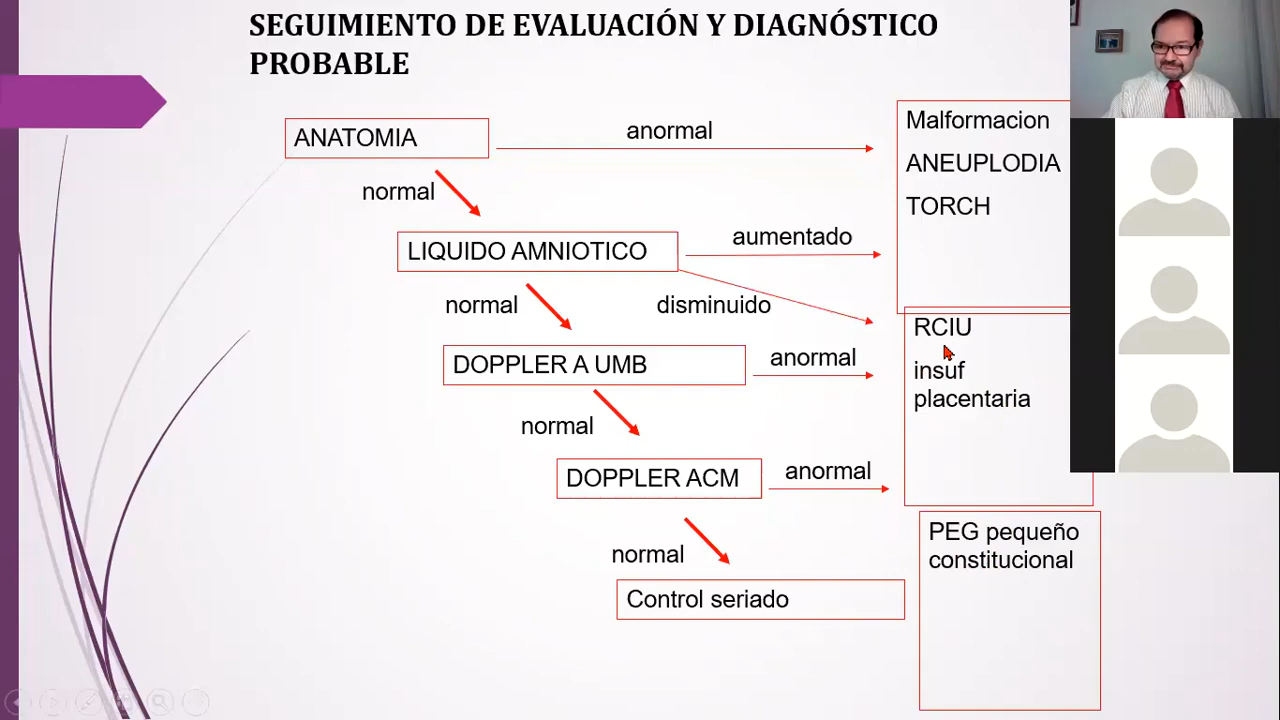 SEGUIMIENTO DE EVALUACIÓN Y DIAGNÓSTICO
PROBABLE
ANATOMIA
anormal
Malformacion
ANEUPLODIA
TORCH
normal
LIQUIDO AMNIOTICO
aumentado
disminuido
normal
RCIU
insuf
placentaria
DOPPLER A UMB
anormal
normal
DOPPLER ACM
anormal
normal
PEG pequeño
constitucional
Control seriado